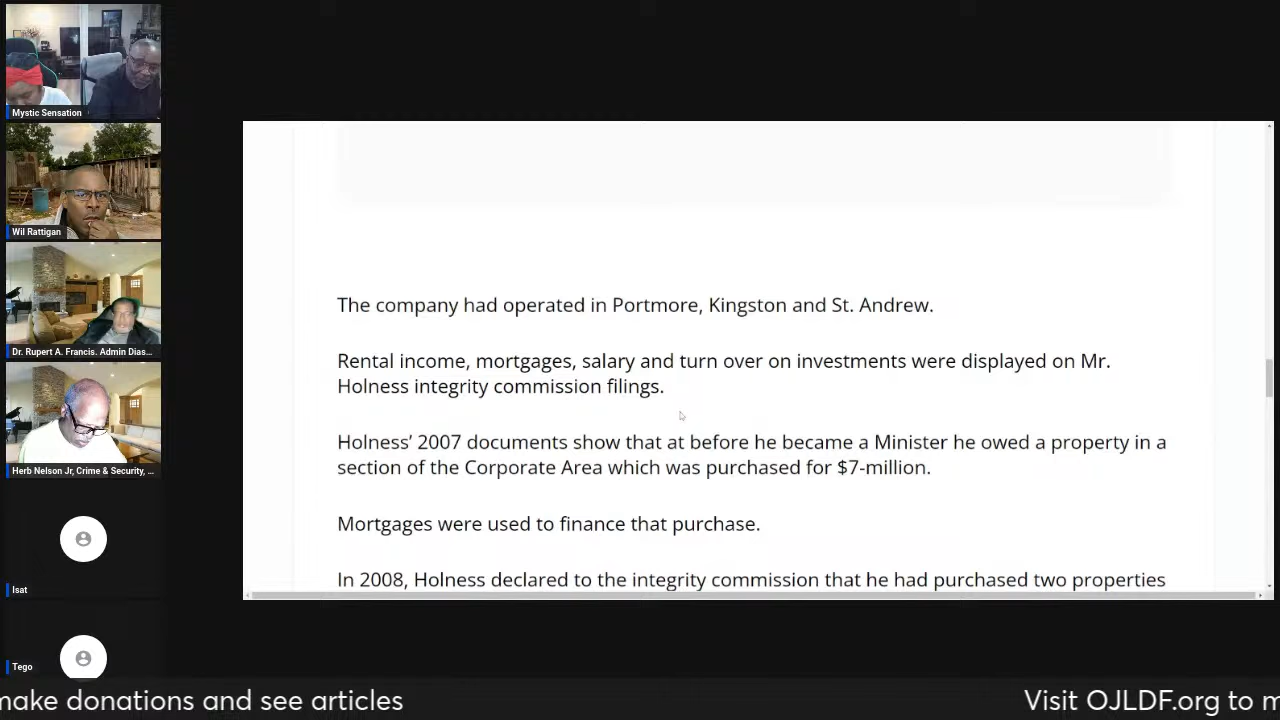 Mystic Sensation
Wil Rattigan
Dr. Rupert A. Francis. Admin Dias...
Herb Nelson Jr, Crime & Security, ...
Isat
Tego
The company had operated in Portmore, Kingston and St. Andrew.
Rental income, mortgages, salary and turn over on investments were displayed on Mr.
Holness integrity commission filings.
Holness’ 2007 documents show that at before he became a Minister he owed a property in a
section of the Corporate Area which was purchased for $7-million.
Mortgages were used to finance that purchase.
In 2008, Holness declared to the integrity commission that he had purchased two properties
make donations and see articles
Visit OJLDF.org to m